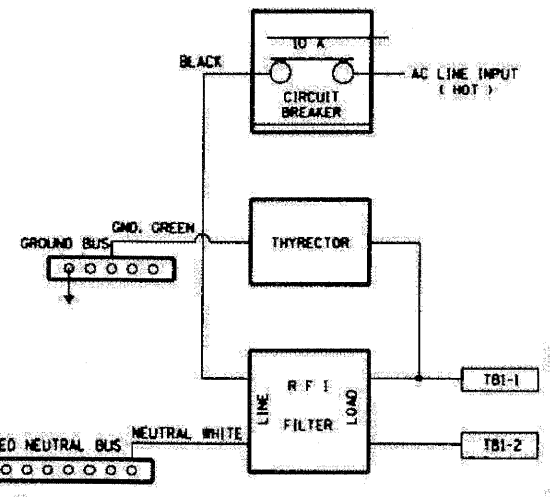 10 A
BLACK
AC LINE INPUT
( HOT )
CIRCUIT
BREAKER
GND. GREEN
GROUND BUS
THYRECTOR
LINE
R F I
FILTER
LOAD
TB1-1
NEUTRAL WHITE
NEUTRAL BUS
TB1-2